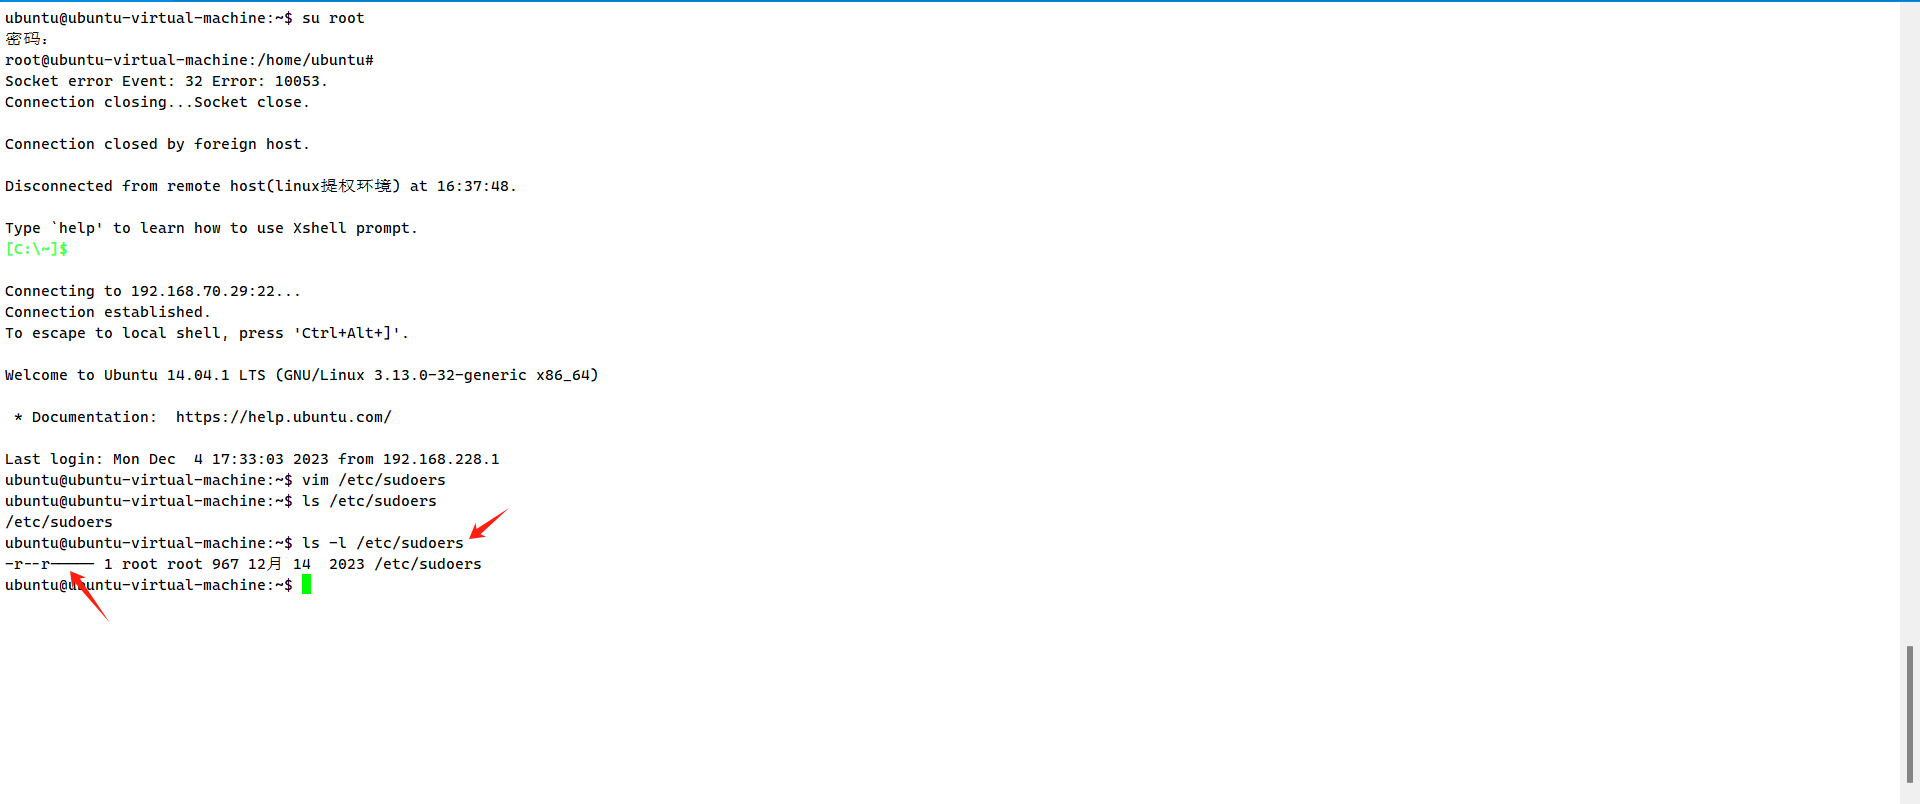 ubuntu@ubuntu-virtual-machine:~$ su root
密码：
root@ubuntu-virtual-machine:/home/ubuntu#
Socket error Event: 32 Error: 10053.
Connection closing...Socket close.
Connection closed by foreign host.
Disconnected from remote host(linux提权环境) at 16:37:48.
Type `help' to learn how to use Xshell prompt.
[C:\~]$
Connecting to 192.168.70.29:22...
Connection established.
To escape to local shell, press 'Ctrl+Alt+]'.
Welcome to Ubuntu 14.04.1 LTS (GNU/Linux 3.13.0-32-generic x86_64)
* Documentation:  https://help.ubuntu.com/
Last login: Mon Dec  4 17:33:03 2023 from 192.168.228.1
ubuntu@ubuntu-virtual-machine:~$ vim /etc/sudoers
ubuntu@ubuntu-virtual-machine:~$ ls /etc/sudoers
/etc/sudoers
ubuntu@ubuntu-virtual-machine:~$ ls -l /etc/sudoers
-r--r----- 1 root root 967 12月 14  2023 /etc/sudoers
ubuntu@ubuntu-virtual-machine:~$